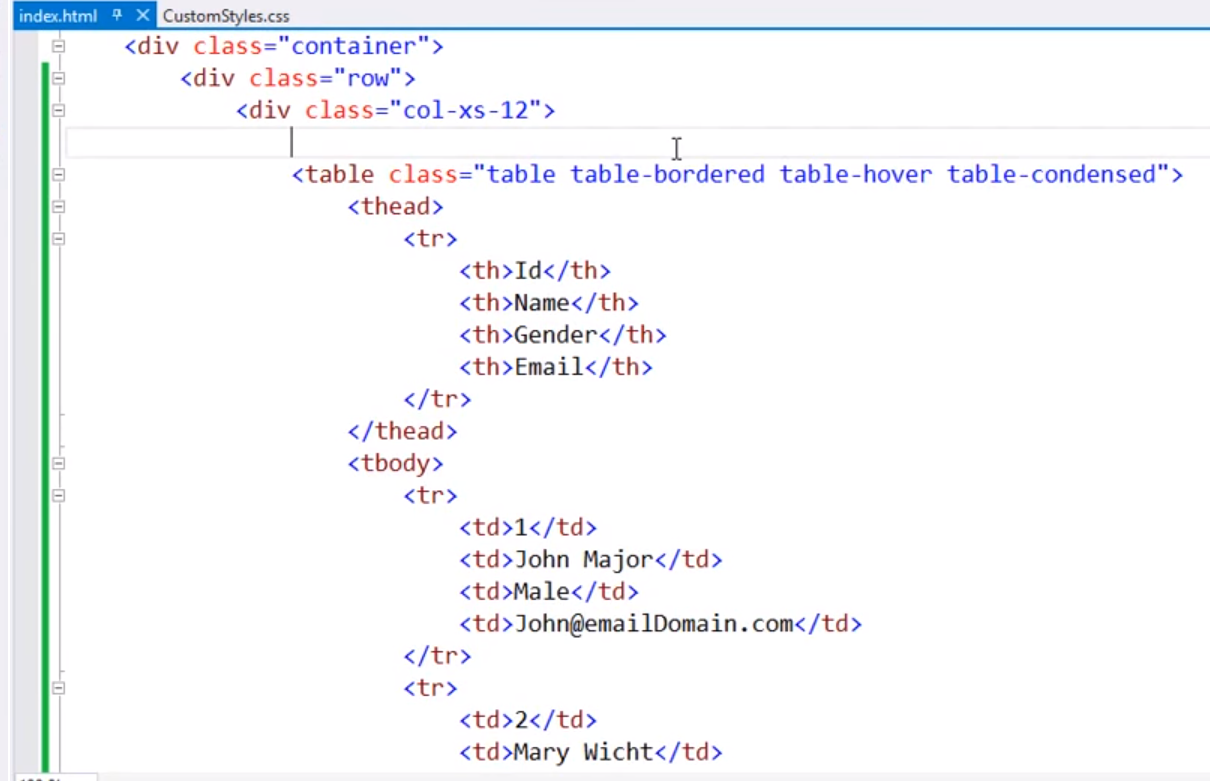 index.html CustomStyles.css
<div class="container">
<div class="row">
<div class="col-xs-12">
<table class="table table-bordered table-hover table-condensed">
<thead>
<tr>
<th>Id</th>
<th>Name</th>
<th>Gender</th>
<th>Email</th>
</tr>
</thead>
<tbody>
<tr>
<td>1</td>
<td>John Major</td>
<td>Male</td>
<td>John@emailDomain.com</td>
</tr>
<tr>
<td>2</td>
<td>Mary Wicht</td>